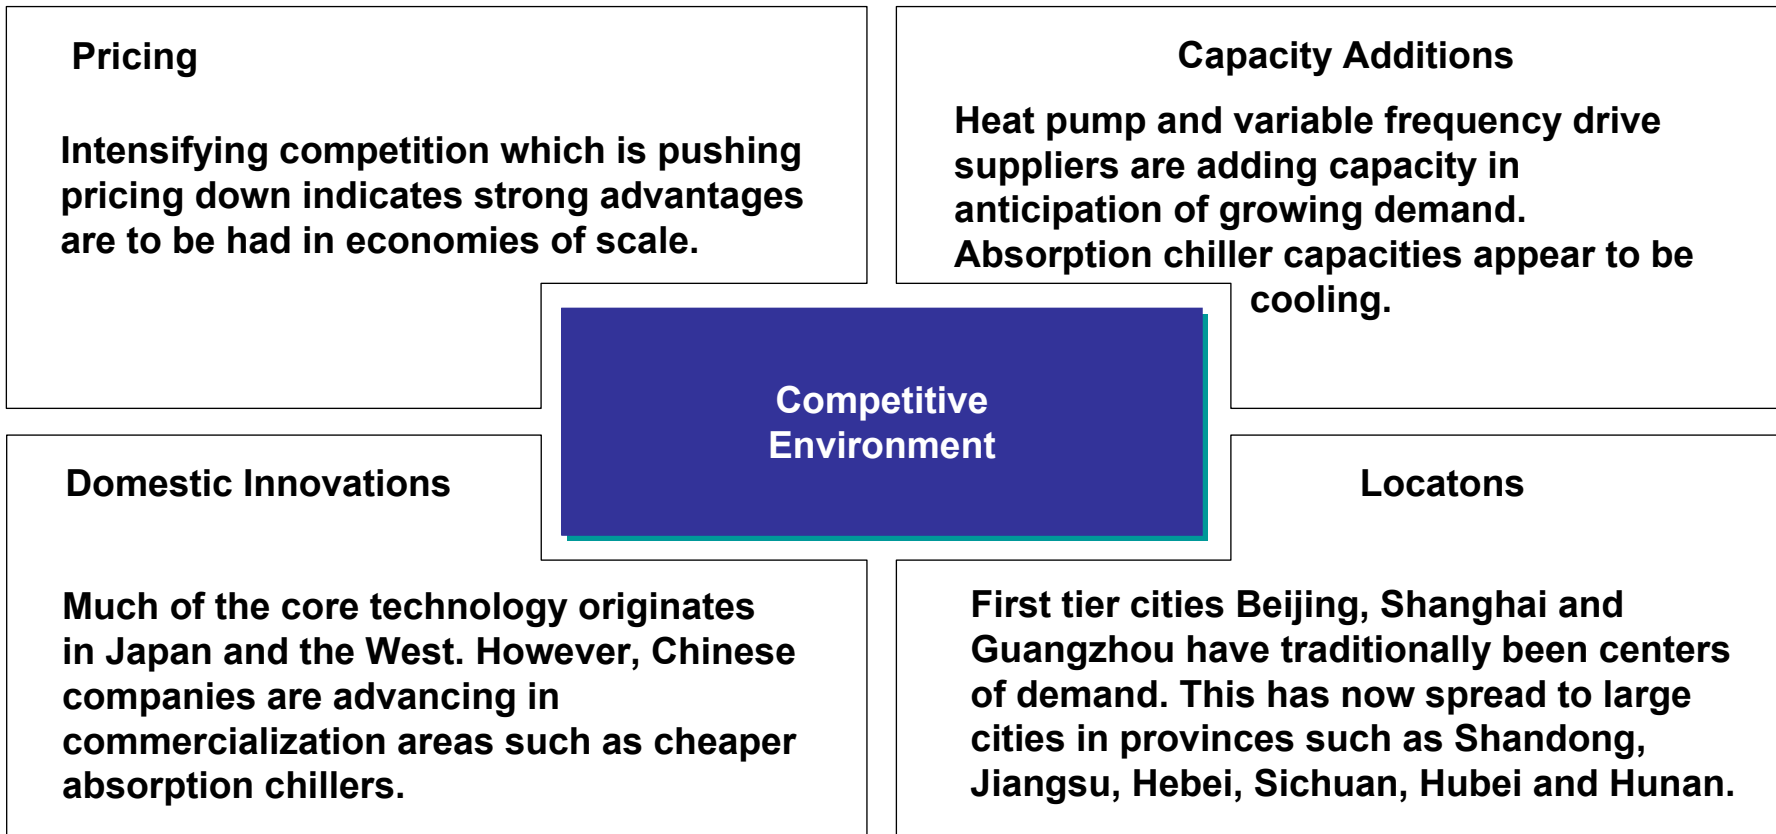 Pricing
Intensifying competition which is pushing
pricing down indicates strong advantages
are to be had in economies of scale.
Capacity Additions
Heat pump and variable frequency drive
suppliers are adding capacity in
anticipation of growing demand.
Absorption chiller capacities appear to be
cooling.
Competitive
Environment
Domestic Innovations
Much of the core technology originates
in Japan and the West. However, Chinese
companies are advancing in
commercialization areas such as cheaper
absorption chillers.
Locatons
First tier cities Beijing, Shanghai and
Guangzhou have traditionally been centers
of demand. This has now spread to large
cities in provinces such as Shandong,
Jiangsu, Hebei, Sichuan, Hubei and Hunan.